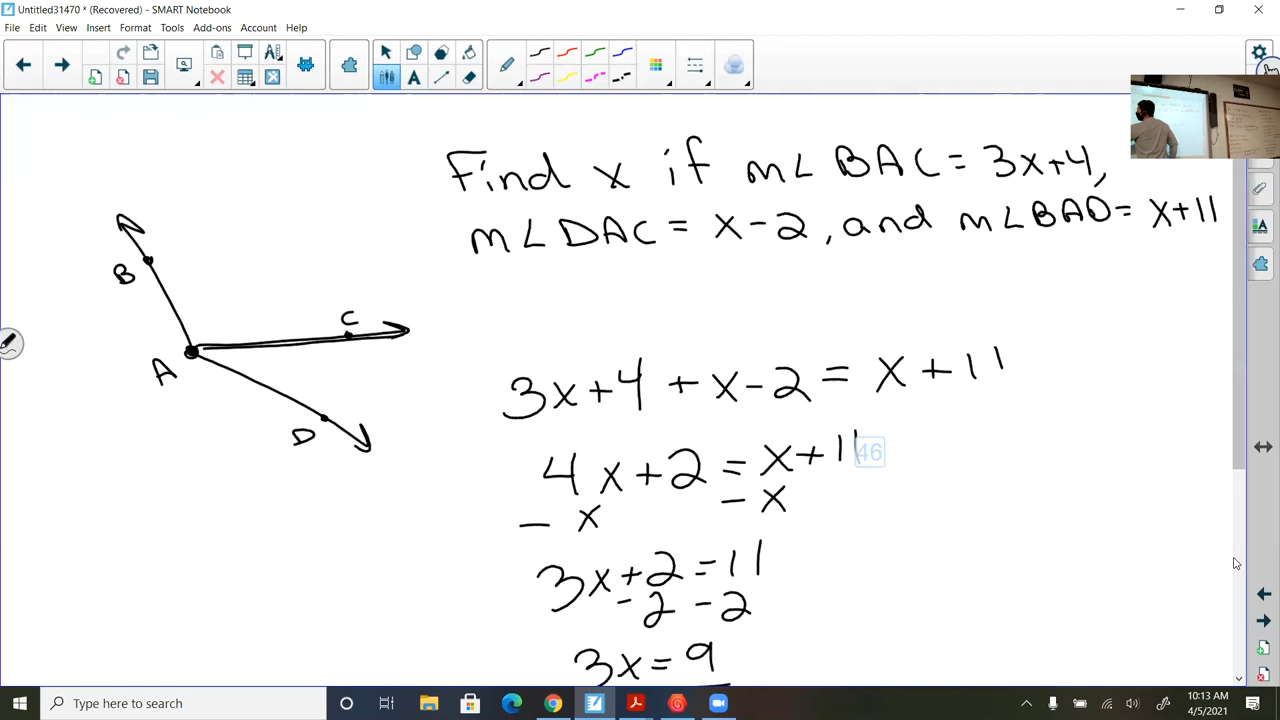 Untitled31470 * (Recovered) - SMART Notebook
File Edit View Insert Format Tools Add-ons Account Help
Find x if m∠BAC = 3x+4,
m∠DAC = x-2, and m∠BAD = x+11
B
C
A
D
3x+4 + x-2 = x+11
4x+2 = x+11
46
- x - x
3x+2 = 11
-2 -2
3x = 9
Type here to search
10:13 AM
4/5/2021